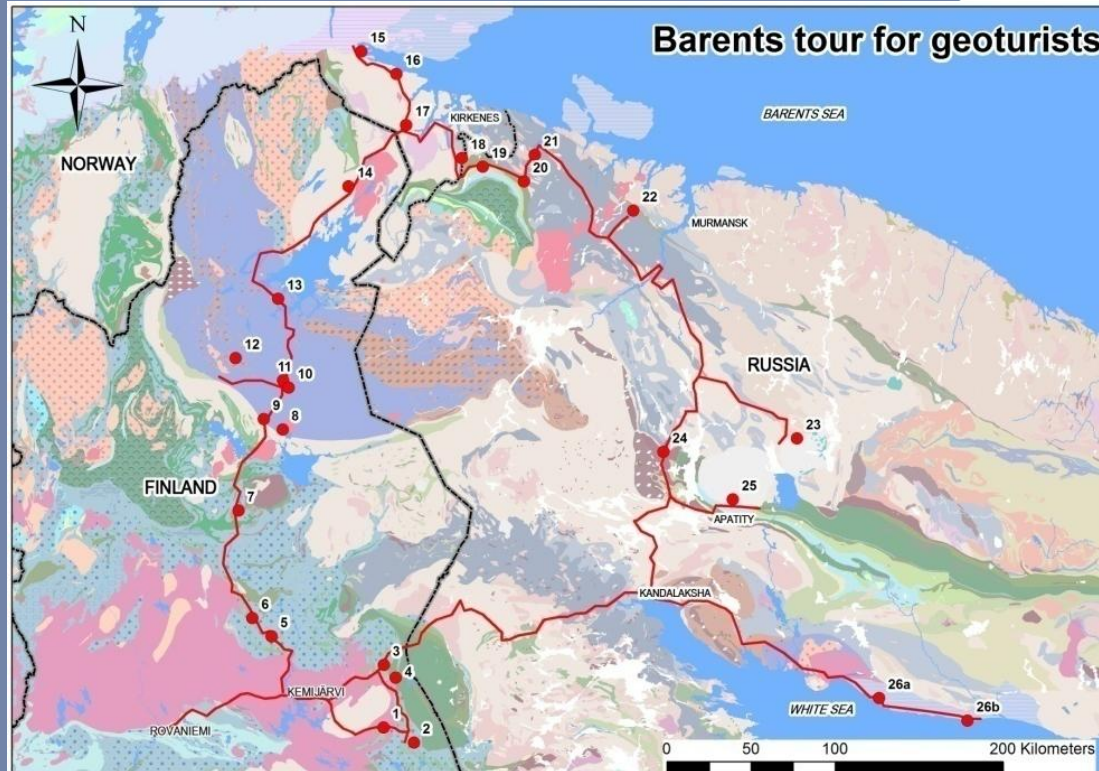 Barents tour for geoturists
N
15
16
BARENTS SEA
17
KIRKENES
NORWAY
18
19
21
20
14
22
MURMANSK
13
12
11
10
RUSSIA
9
8
23
24
FINLAND
7
25
APATITY
KANDALAKSHA
6
5
3
4
KEMIJÄRVI
26a
WHITE SEA
26b
ROVANIEMI
1
2
0 50 100 200 Kilometers